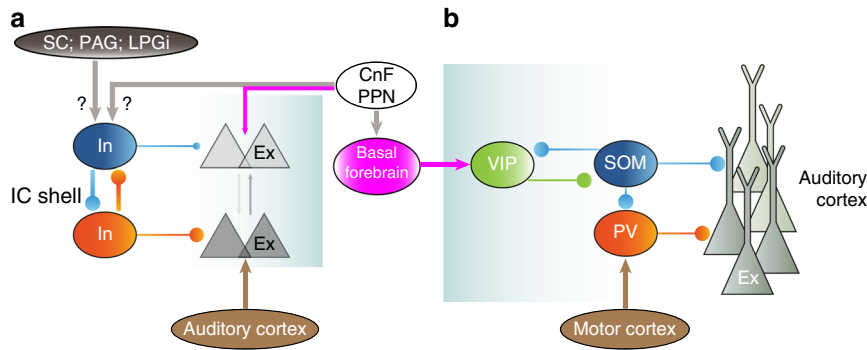 a
SC; PAG; LPGi
?
?
In
Ex
IC shell
In
Ex
Auditory cortex
CnF
PPN
Basal
forebrain
b
VIP
SOM
PV
Ex
Auditory
cortex
Motor cortex